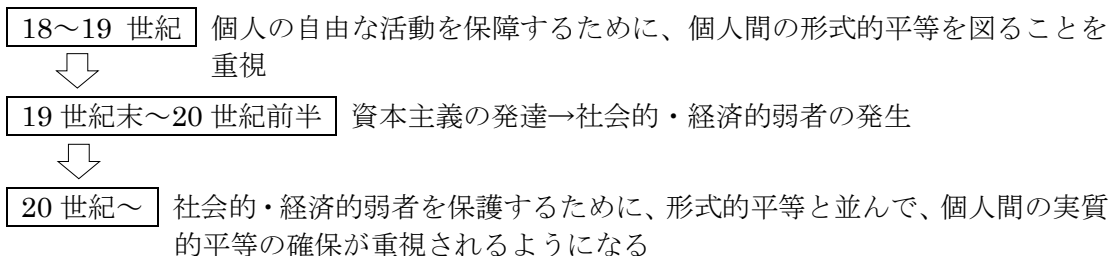 18～19 世紀 個人の自由な活動を保障するために、個人間の形式的平等を図ることを
重視
19 世紀末～20 世紀前半 資本主義の発達→社会的・経済的弱者の発生
20 世紀～ 社会的・経済的弱者を保護するために、形式的平等と並んで、個人間の実質
的平等の確保が重視されるようになる